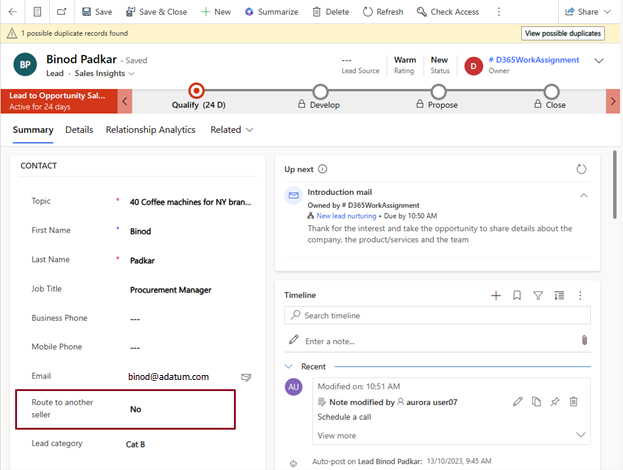 Save
Save & Close
New
Summarize
Delete
Refresh
Check Access
Share
1 possible duplicate records found
View possible duplicates
BP
Binod Padkar - Saved
Lead · Sales Insights
---
Lead Source
Warm
Rating
New
Status
D
# D365WorkAssignment
Owner
Lead to Opportunity Sal...
Active for 24 days
Qualify (24 D)
Develop
Propose
Close
Summary
Details
Relationship Analytics
Related
CONTACT
Topic * 40 Coffee machines for NY bran...
First Name * Binod
Last Name * Padkar
Job Title Procurement Manager
Business Phone ---
Mobile Phone ---
Email binod@adatum.com
Route to another
seller
No
Lead category Cat B
Up next
Introduction mail
Owned by # D365WorkAssignment
New lead nurturing • Due by 10:50 AM
Thank for the interest and take the opportunity to share details about the
company, the product/services and the team
Timeline
Search timeline
Enter a note...
Recent
AU
Modified on: 10:51 AM
Note modified by aurora user07
Schedule a call
View more
Auto-post on Lead Binod Padkar: 13/10/2023, 9:45 AM